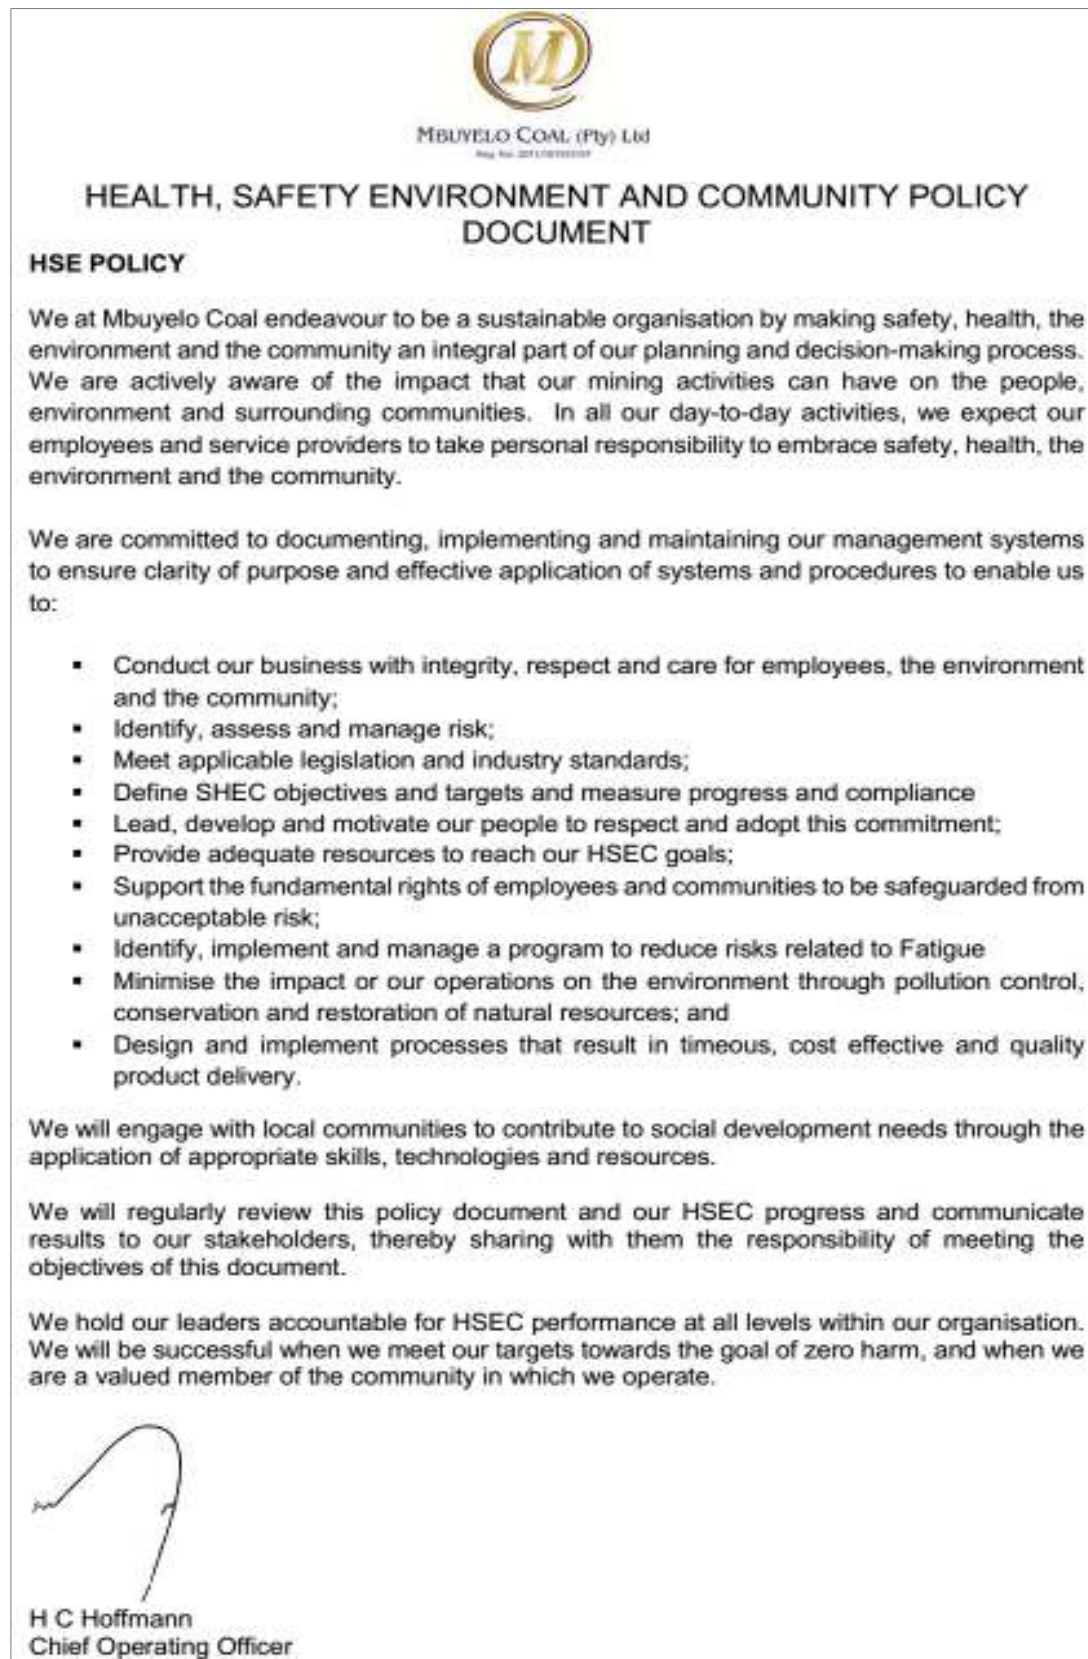 M
MBUYELO COAL (Pty) Ltd
HEALTH, SAFETY ENVIRONMENT AND COMMUNITY POLICY
DOCUMENT
HSE POLICY
We at Mbuyelo Coal endeavour to be a sustainable organisation by making safety, health, the
environment and the community an integral part of our planning and decision-making process.
We are actively aware of the impact that our mining activities can have on the people,
environment and surrounding communities. In all our day-to-day activities, we expect our
employees and service providers to take personal responsibility to embrace safety, health, the
environment and the community.
We are committed to documenting, implementing and maintaining our management systems
to ensure clarity of purpose and effective application of systems and procedures to enable us
to:
▪ Conduct our business with integrity, respect and care for employees, the environment
and the community;
▪ Identify, assess and manage risk;
▪ Meet applicable legislation and industry standards;
▪ Define SHEC objectives and targets and measure progress and compliance
▪ Lead, develop and motivate our people to respect and adopt this commitment;
▪ Provide adequate resources to reach our HSEC goals;
▪ Support the fundamental rights of employees and communities to be safeguarded from
unacceptable risk;
▪ Identify, implement and manage a program to reduce risks related to Fatigue
▪ Minimise the impact or our operations on the environment through pollution control,
conservation and restoration of natural resources; and
▪ Design and implement processes that result in timeous, cost effective and quality
product delivery.
We will engage with local communities to contribute to social development needs through the
application of appropriate skills, technologies and resources.
We will regularly review this policy document and our HSEC progress and communicate
results to our stakeholders, thereby sharing with them the responsibility of meeting the
objectives of this document.
We hold our leaders accountable for HSEC performance at all levels within our organisation.
We will be successful when we meet our targets towards the goal of zero harm, and when we
are a valued member of the community in which we operate.
H C Hoffmann
Chief Operating Officer